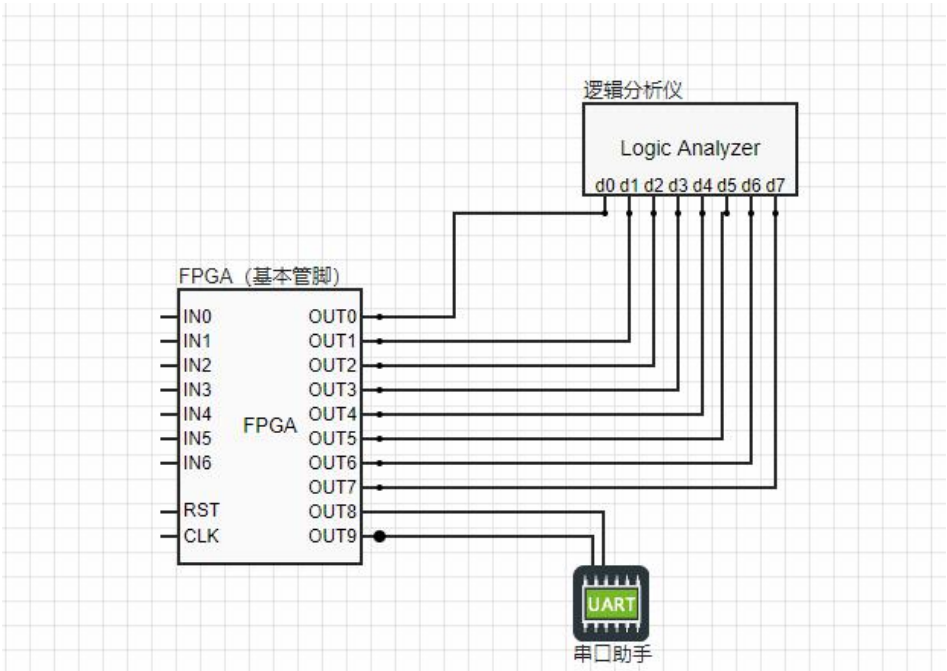 逻辑分析仪
Logic Analyzer
d0 d1 d2 d3 d4 d5 d6 d7
FPGA（基本管脚）
IN0 OUT0
IN1 OUT1
IN2 OUT2
IN3 OUT3
IN4 OUT4
FPGA
IN5 OUT5
IN6 OUT6
OUT7
RST OUT8
CLK OUT9
UART
串口助手